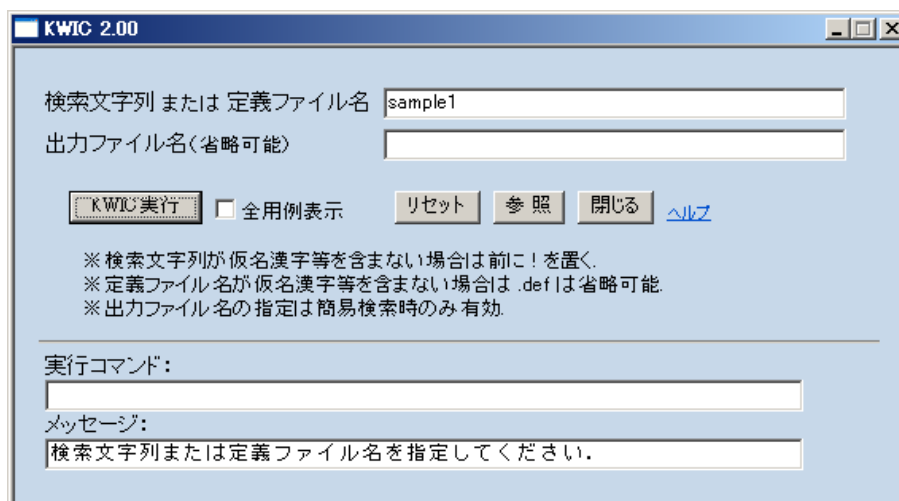 KWIC 2.00
検索文字列 または 定義ファイル名 sample1
出力ファイル名(省略可能)
KWIC実行 全用例表示 リセット 参照 閉じる ヘルプ
※検索文字列が仮名漢字等を含まない場合は前に!を置く.
※定義ファイル名が仮名漢字等を含まない場合は .def は省略可能.
※出力ファイル名の指定は簡易検索時のみ有効.
実行コマンド:
メッセージ:
検索文字列または定義ファイル名を指定してください.